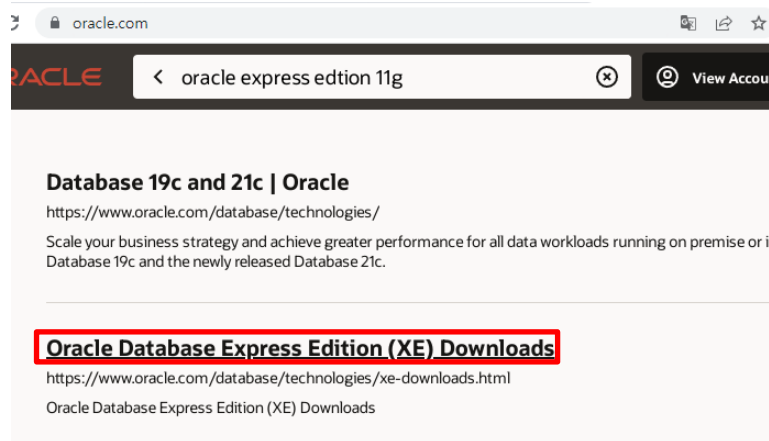 oracle.com
oracle express edtion 11g
Database 19c and 21c | Oracle
https://www.oracle.com/database/technologies/
Scale your business strategy and achieve greater performance for all data workloads running on premise or i
Database 19c and the newly released Database 21c.
Oracle Database Express Edition (XE) Downloads
https://www.oracle.com/database/technologies/xe-downloads.html
Oracle Database Express Edition (XE) Downloads